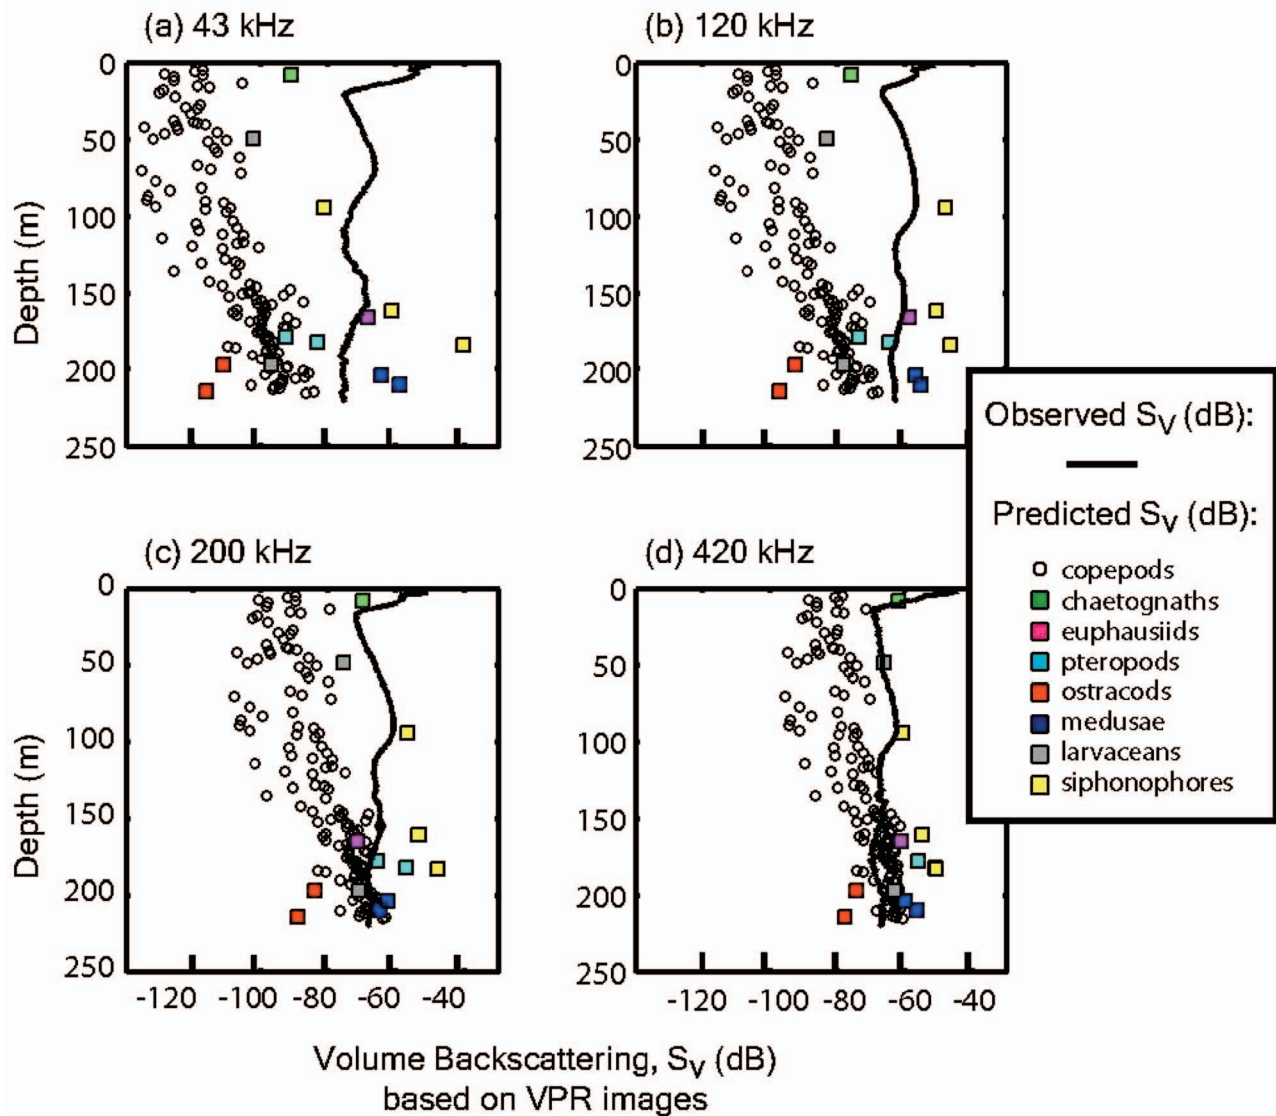 (a) 43 kHz
(b) 120 kHz
0
50
100
150
200
250
Depth (m)
0
50
100
150
200
250
(c) 200 kHz
(d) 420 kHz
0
50
100
150
200
250
Depth (m)
-120 -100 -80 -60 -40
0
50
100
150
200
250
-120 -100 -80 -60 -40
Volume Backscattering, SV (dB)
based on VPR images
Observed SV (dB):
Predicted SV (dB):
copepods
chaetognaths
euphausiids
pteropods
ostracods
medusae
larvaceans
siphonophores